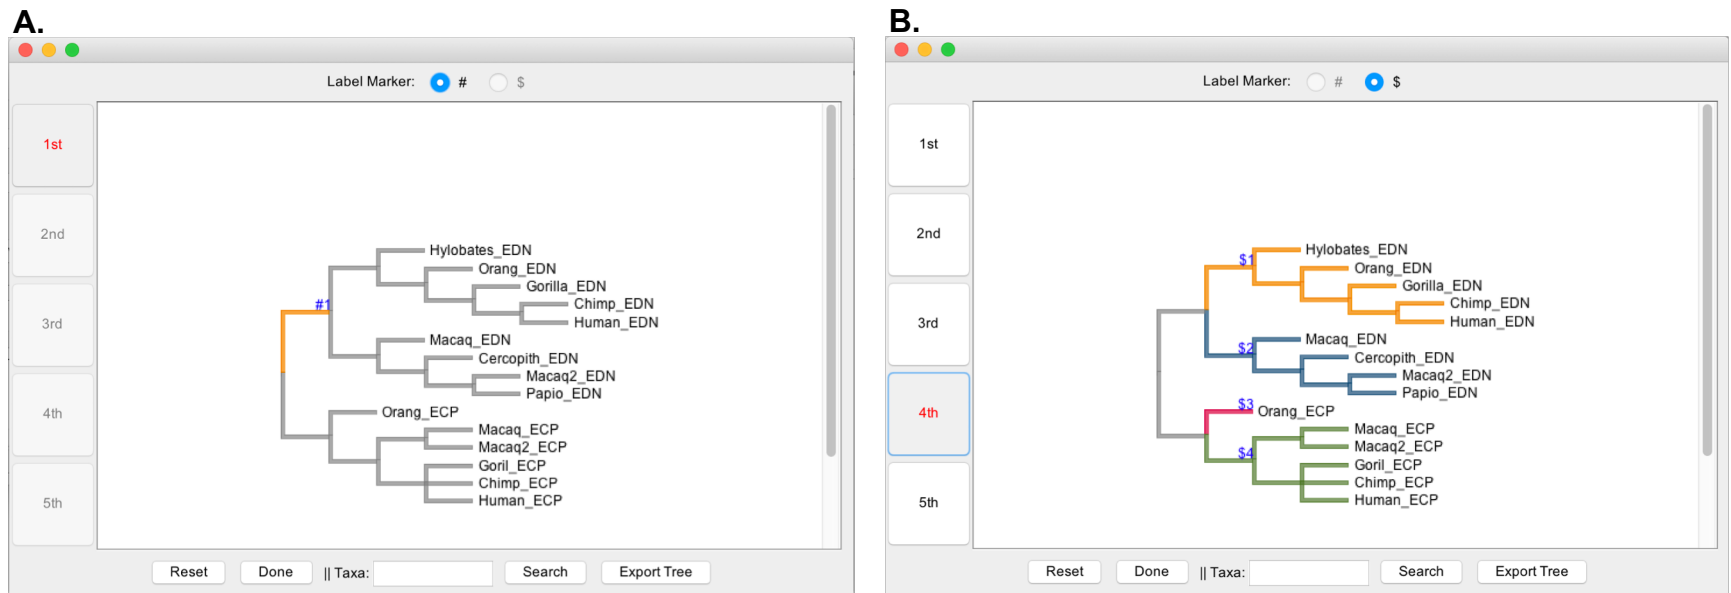 A.
Label Marker: # $
1st
2nd
3rd
4th
5th
Hylobates_EDN
Orang_EDN
Gorilla_EDN
#1
Chimp_EDN
Human_EDN
Macaq_EDN
Cercopith_EDN
Macaq2_EDN
Papio_EDN
Orang_ECP
Macaq_ECP
Macaq2_ECP
Goril_ECP
Chimp_ECP
Human_ECP
Reset Done || Taxa: Search Export Tree
B.
Label Marker: # $
1st
2nd
3rd
4th
5th
Hylobates_EDN
$1
Orang_EDN
Gorilla_EDN
Chimp_EDN
Human_EDN
Macaq_EDN
$2
Cercopith_EDN
Macaq2_EDN
Papio_EDN
$3
Orang_ECP
Macaq_ECP
Macaq2_ECP
$4
Goril_ECP
Chimp_ECP
Human_ECP
Reset Done || Taxa: Search Export Tree